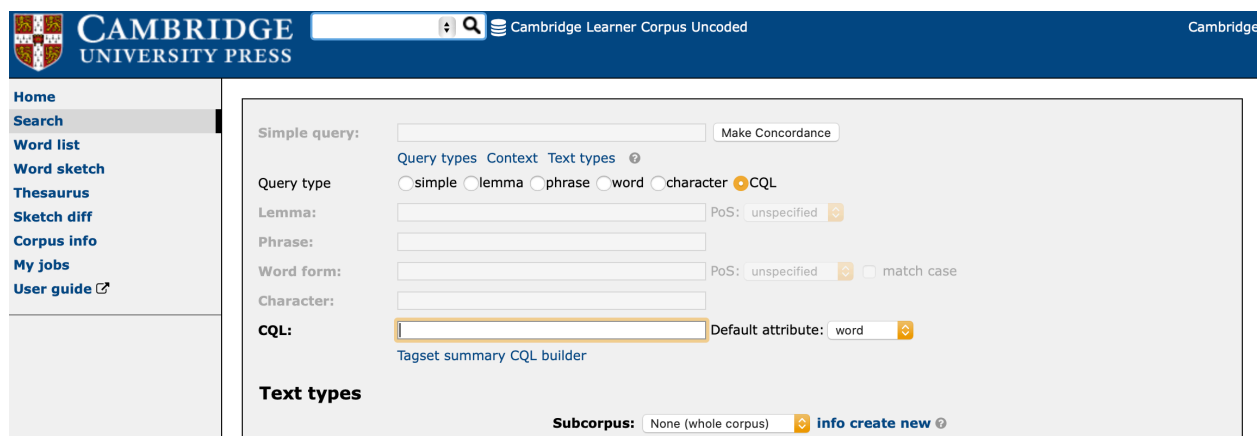 CAMBRIDGE
UNIVERSITY PRESS
Cambridge Learner Corpus Uncoded
Cambridge
Home
Search
Word list
Word sketch
Thesaurus
Sketch diff
Corpus info
My jobs
User guide
Simple query: Make Concordance
Query types Context Text types ?
Query type simple lemma phrase word character CQL
Lemma: PoS: unspecified
Phrase:
Word form: PoS: unspecified match case
Character:
CQL: Default attribute: word
Tagset summary CQL builder
Text types
Subcorpus: None (whole corpus) info create new ?